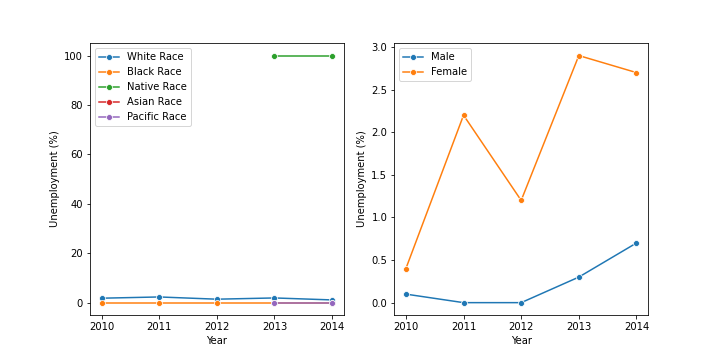 White Race
Black Race
Native Race
Asian Race
Pacific Race
100
80
60
40
20
0
Unemployment (%)
2010 2011 2012 2013 2014
Year
Male
Female
3.0
2.5
2.0
1.5
1.0
0.5
0.0
Unemployment (%)
2010 2011 2012 2013 2014
Year